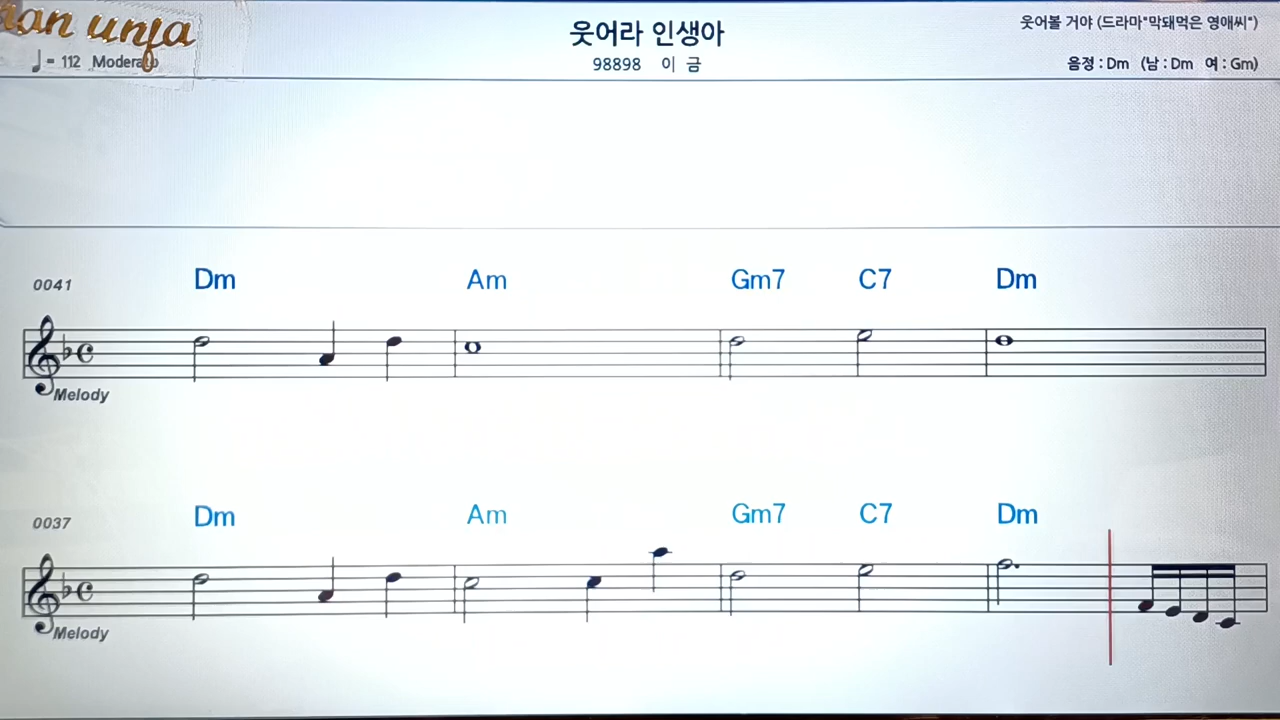 웃어라 인생아
웃어볼 거야 (드라마"막돼먹은 영애씨")
♩= 112 Moderato
98898 이 금
음정 : Dm (남 : Dm 여 : Gm)
0041 Dm Am Gm7 C7 Dm
Melody
0037 Dm Am Gm7 C7 Dm
Melody